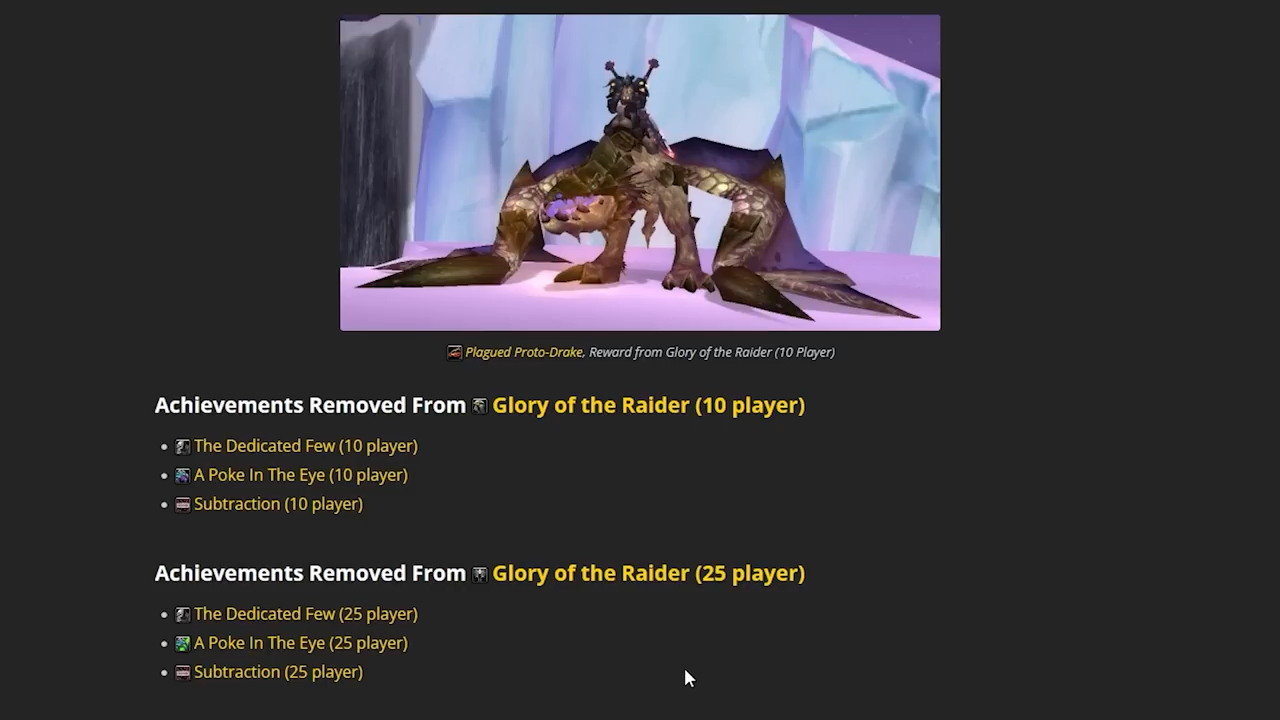 Plagued Proto-Drake, Reward from Glory of the Raider (10 Player)
Achievements Removed From Glory of the Raider (10 player)
The Dedicated Few (10 player)
A Poke In The Eye (10 player)
Subtraction (10 player)
Achievements Removed From Glory of the Raider (25 player)
The Dedicated Few (25 player)
A Poke In The Eye (25 player)
Subtraction (25 player)